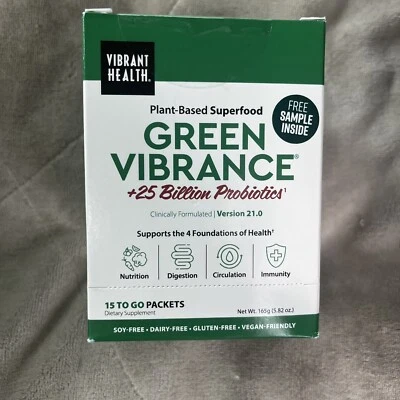 VIBRANT
HEALTH.
FREE
SAMPLE
INSIDE
Plant-Based Superfood
GREEN
VIBRANCE®
+25 Billion Probiotics¹
Clinically Formulated | Version 21.0
Supports the 4 Foundations of Health†
Nutrition
Digestion
Circulation
Immunity
15 TO GO PACKETS
Dietary Supplement
Net Wt. 165g (5.82 oz.)
SOY-FREE • DAIRY-FREE • GLUTEN-FREE • VEGAN-FRIENDLY